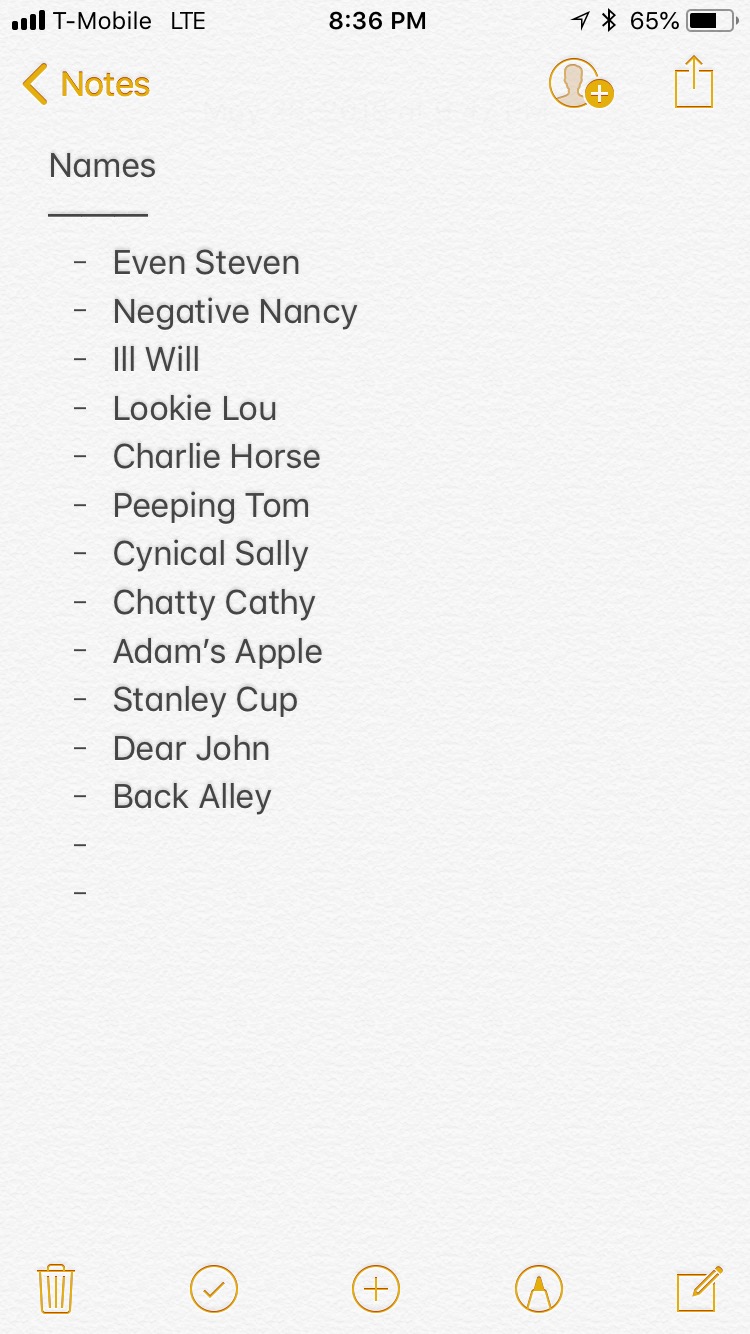 T-Mobile LTE 8:36 PM 65%
Notes
Names
– Even Steven
– Negative Nancy
– Ill Will
– Lookie Lou
– Charlie Horse
– Peeping Tom
– Cynical Sally
– Chatty Cathy
– Adam’s Apple
– Stanley Cup
– Dear John
– Back Alley
–
–